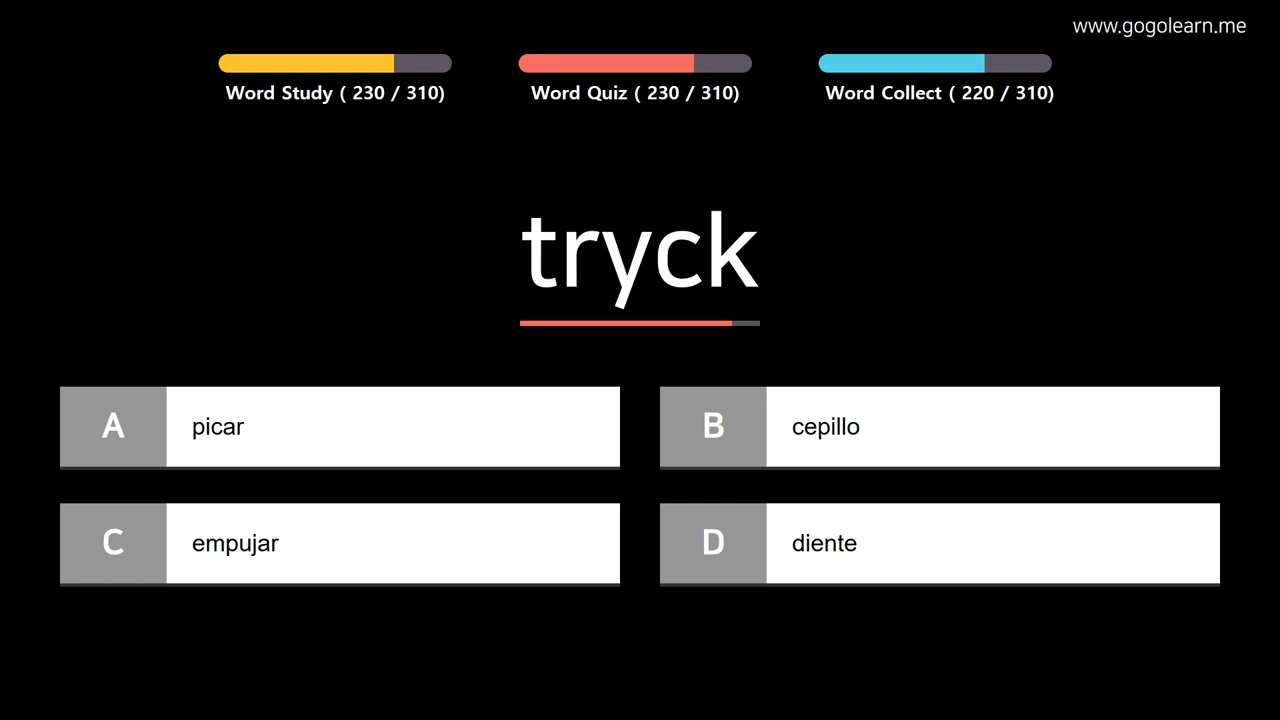 www.gogolearn.me
Word Study ( 230 / 310)
Word Quiz ( 230 / 310)
Word Collect ( 220 / 310)
tryck
A
picar
B
cepillo
C
empujar
D
diente